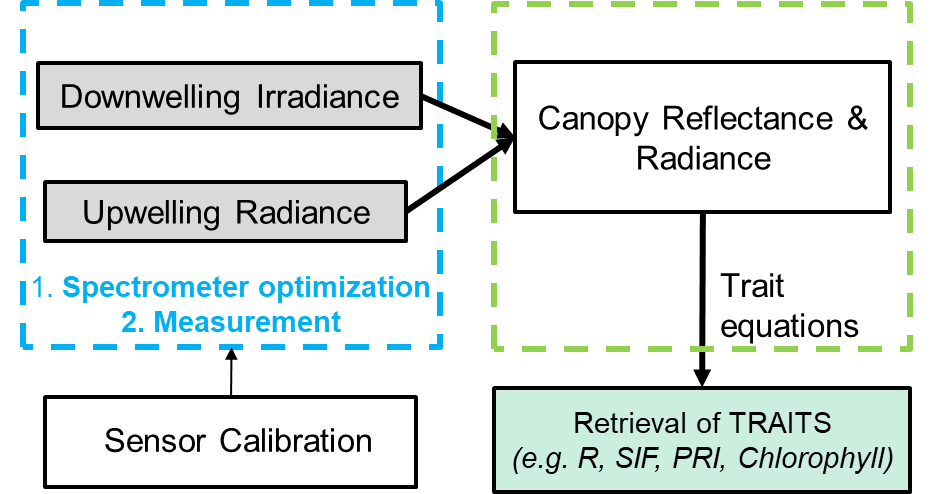 Downwelling Irradiance
Upwelling Radiance
1. Spectrometer optimization
2. Measurement
Sensor Calibration
Canopy Reflectance &
Radiance
Trait
equations
Retrieval of TRAITS
(e.g. R, SIF, PRI, Chlorophyll)